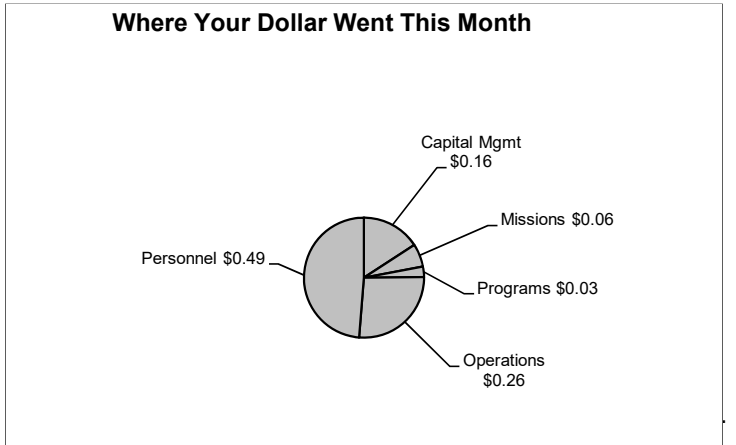 Where Your Dollar Went This Month
Capital Mgmt
$0.16
Missions $0.06
Personnel $0.49
Programs $0.03
Operations
$0.26